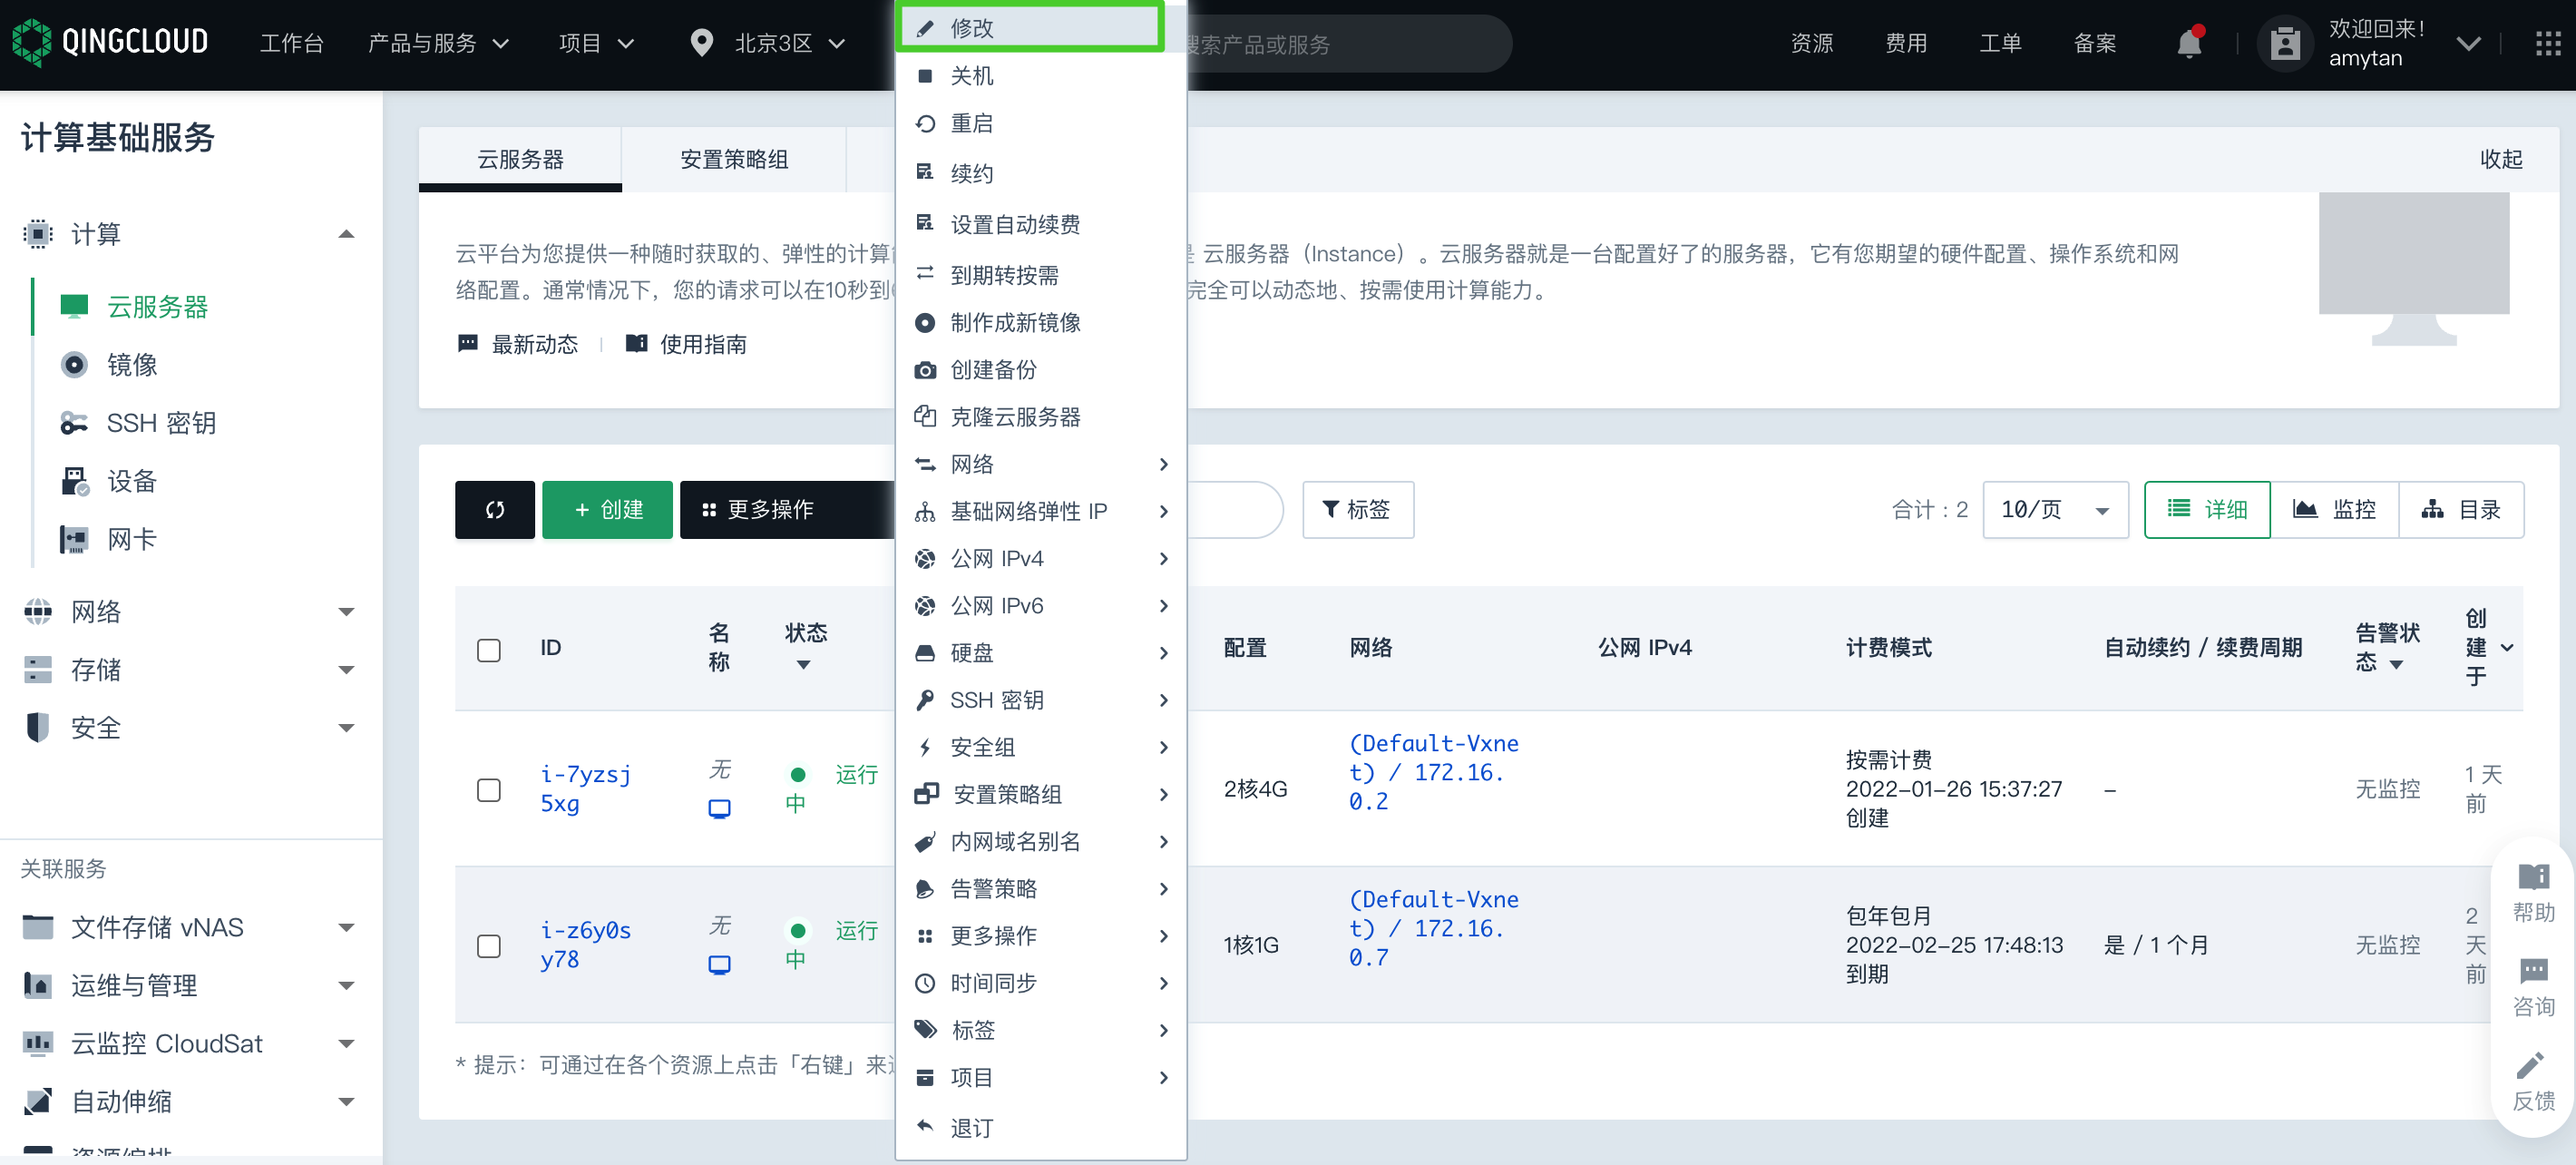 QINGCLOUD
工作台
产品与服务
项目
北京3区
搜索产品或服务
资源
费用
工单
备案
欢迎回来!
amytan
计算基础服务
计算
云服务器
镜像
SSH 密钥
设备
网卡
网络
存储
安全
关联服务
文件存储 vNAS
运维与管理
云监控 CloudSat
自动伸缩
资源编排
云服务器
安置策略组
收起
云平台为您提供一种随时获取的、弹性的计算
云服务器（Instance）。云服务器就是一台配置好了的服务器，它有您期望的硬件配置、操作系统和网
络配置。通常情况下，您的请求可以在10秒到
完全可以动态地、按需使用计算能力。
最新动态
使用指南
修改
关机
重启
续约
设置自动续费
到期转按需
制作成新镜像
创建备份
克隆云服务器
网络
基础网络弹性 IP
公网 IPv4
公网 IPv6
硬盘
SSH 密钥
安全组
安置策略组
内网域名别名
告警策略
更多操作
时间同步
标签
项目
退订
+ 创建
更多操作
标签
合计 : 2
10/页
详细
监控
目录
ID
名
称
状态
配置
网络
公网 IPv4
计费模式
自动续约 / 续费周期
告警状
态
创
建
于
i-7yzsj
5xg
无
运行
中
2核4G
(Default-Vxne
t) / 172.16.
0.2
按需计费
2022-01-26 15:37:27
创建
–
无监控
1 天
前
i-z6y0s
y78
无
运行
中
1核1G
(Default-Vxne
t) / 172.16.
0.7
包年包月
2022-02-25 17:48:13
到期
是 / 1 个月
无监控
2
天
前
* 提示：可通过在各个资源上点击「右键」来
帮助
咨询
反馈